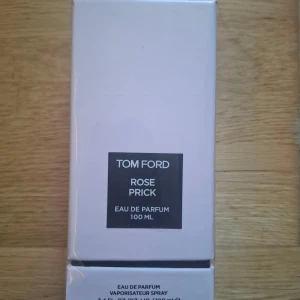 TOM FORD
ROSE
PRICK
EAU DE PARFUM
100 ML
EAU DE PARFUM
VAPORISATEUR SPRAY